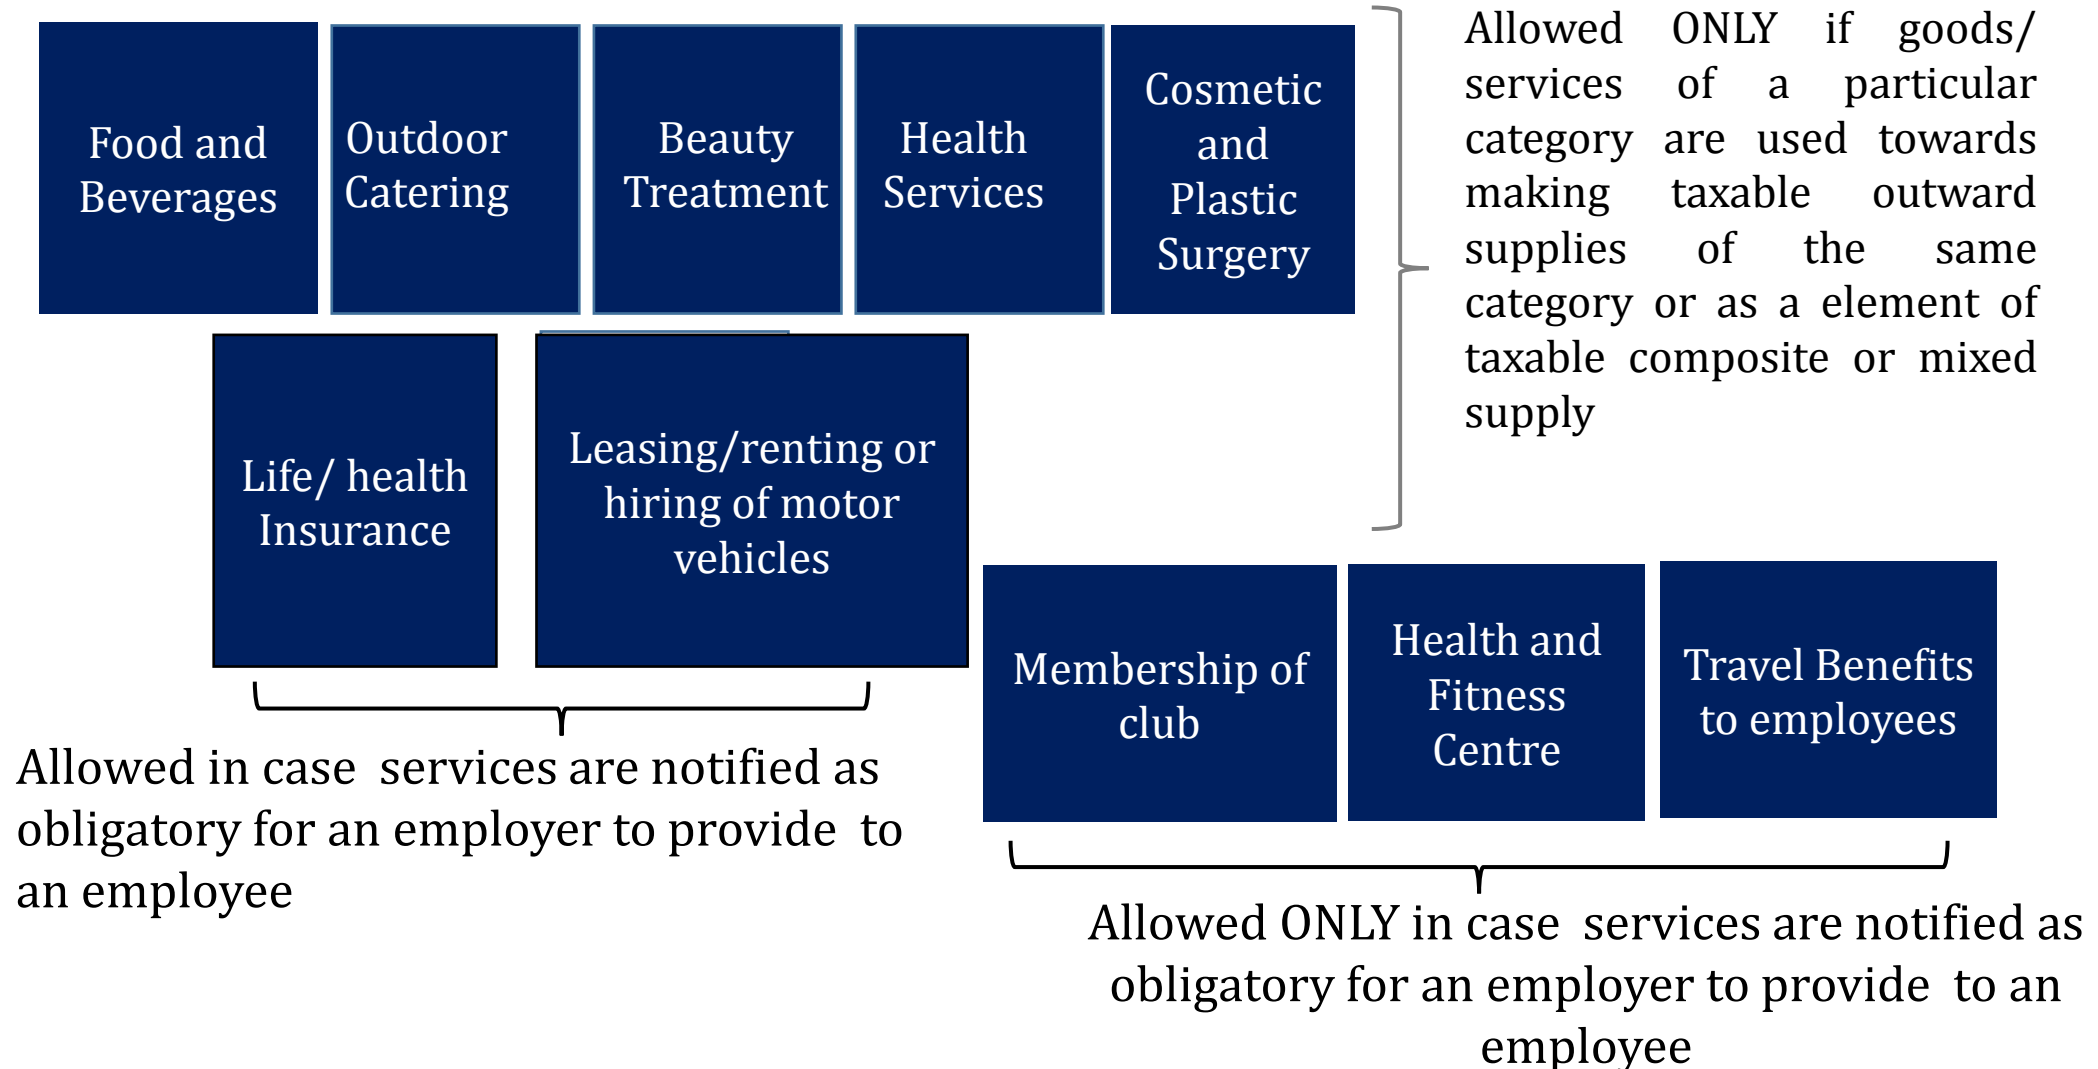 Food and
Beverages
Outdoor
Catering
Beauty
Treatment
Health
Services
Cosmetic
and
Plastic
Surgery
Allowed ONLY if goods/
services of a particular
category are used towards
making taxable outward
supplies of the same
category or as a element of
taxable composite or mixed
supply
Life/ health
Insurance
Leasing/renting or
hiring of motor
vehicles
Membership of
club
Health and
Fitness
Centre
Travel Benefits
to employees
Allowed in case services are notified as
obligatory for an employer to provide to
an employee
Allowed ONLY in case services are notified as
obligatory for an employer to provide to an
employee